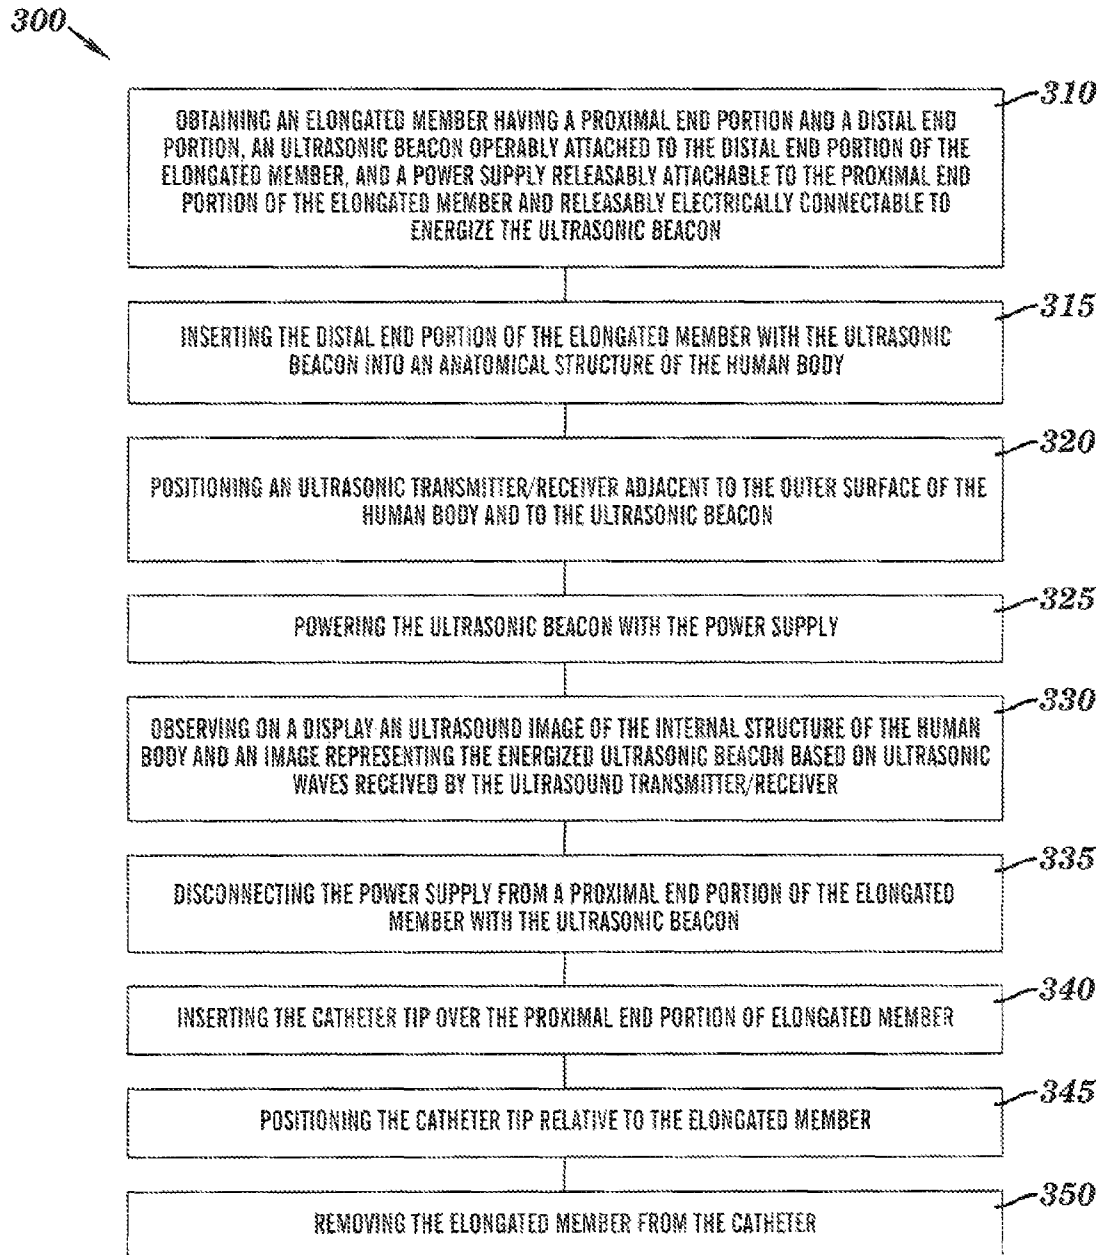 300
310
OBTAINING AN ELONGATED MEMBER HAVING A PROXIMAL END PORTION AND A DISTAL END
PORTION, AN ULTRASONIC BEACON OPERABLY ATTACHED TO THE DISTAL END PORTION OF THE
ELONGATED MEMBER, AND A POWER SUPPLY RELEASABLY ATTACHABLE TO THE PROXIMAL END
PORTION OF THE ELONGATED MEMBER AND RELEASABLY ELECTRICALLY CONNECTABLE TO
ENERGIZE THE ULTRASONIC BEACON
315
INSERTING THE DISTAL END PORTION OF THE ELONGATED MEMBER WITH THE ULTRASONIC
BEACON INTO AN ANATOMICAL STRUCTURE OF THE HUMAN BODY
320
POSITIONING AN ULTRASONIC TRANSMITTER/RECEIVER ADJACENT TO THE OUTER SURFACE OF THE
HUMAN BODY AND TO THE ULTRASONIC BEACON
325
POWERING THE ULTRASONIC BEACON WITH THE POWER SUPPLY
330
OBSERVING ON A DISPLAY AN ULTRASOUND IMAGE OF THE INTERNAL STRUCTURE OF THE HUMAN
BODY AND AN IMAGE REPRESENTING THE ENERGIZED ULTRASONIC BEACON BASED ON ULTRASONIC
WAVES RECEIVED BY THE ULTRASOUND TRANSMITTER/RECEIVER
335
DISCONNECTING THE POWER SUPPLY FROM A PROXIMAL END PORTION OF THE ELONGATED
MEMBER WITH THE ULTRASONIC BEACON
340
INSERTING THE CATHETER TIP OVER THE PROXIMAL END PORTION OF ELONGATED MEMBER
345
POSITIONING THE CATHETER TIP RELATIVE TO THE ELONGATED MEMBER
350
REMOVING THE ELONGATED MEMBER FROM THE CATHETER